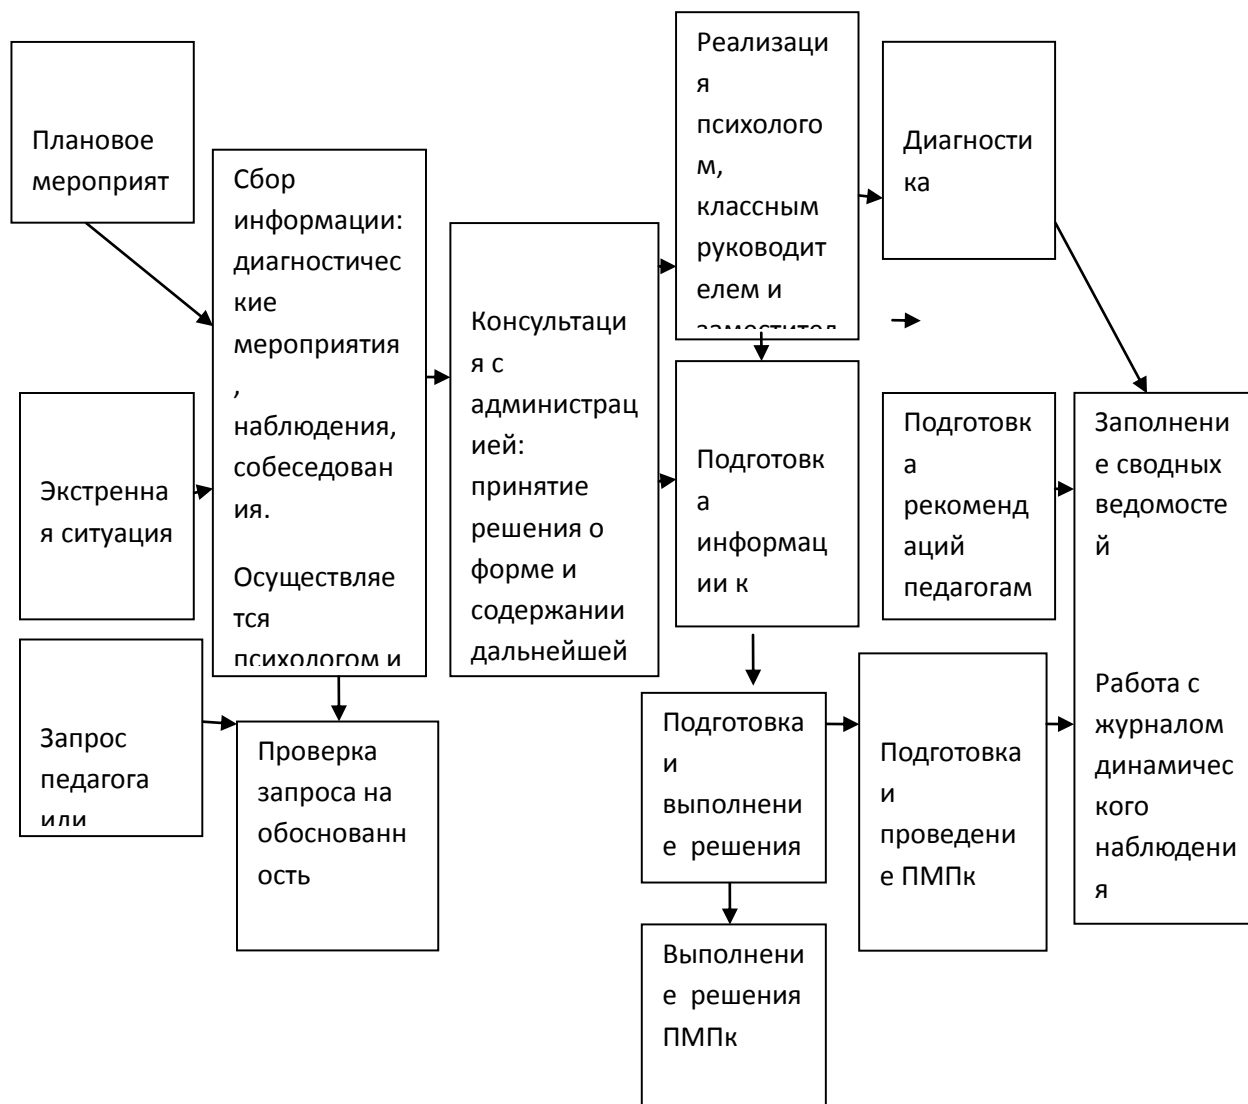 Плановое
мероприят
Экстренна
я ситуация
Запрос
педагога
или
Сбор
информации:
диагностичес
кие
мероприятия
,
наблюдения,
собеседован
ия.
Осуществляе
тся
психологом и
Проверка
запроса на
обоснованн
ость
Консультаци
я с
администрац
ией:
принятие
решения о
форме и
содержании
дальнейшей
Реализаци
я
психолого
м,
классным
руководит
елем и
заместител
Подготовк
а
информац
ии к
Подготовка
и
выполнени
е решения
Выполнени
е решения
ПМПк
Диагности
ка
Подготовк
а
рекоменд
аций
педагогам
Подготовка
и
проведени
е ПМПк
Заполнени
е сводных
ведомосте
й
Работа с
журналом
динамичес
кого
наблюдени
я